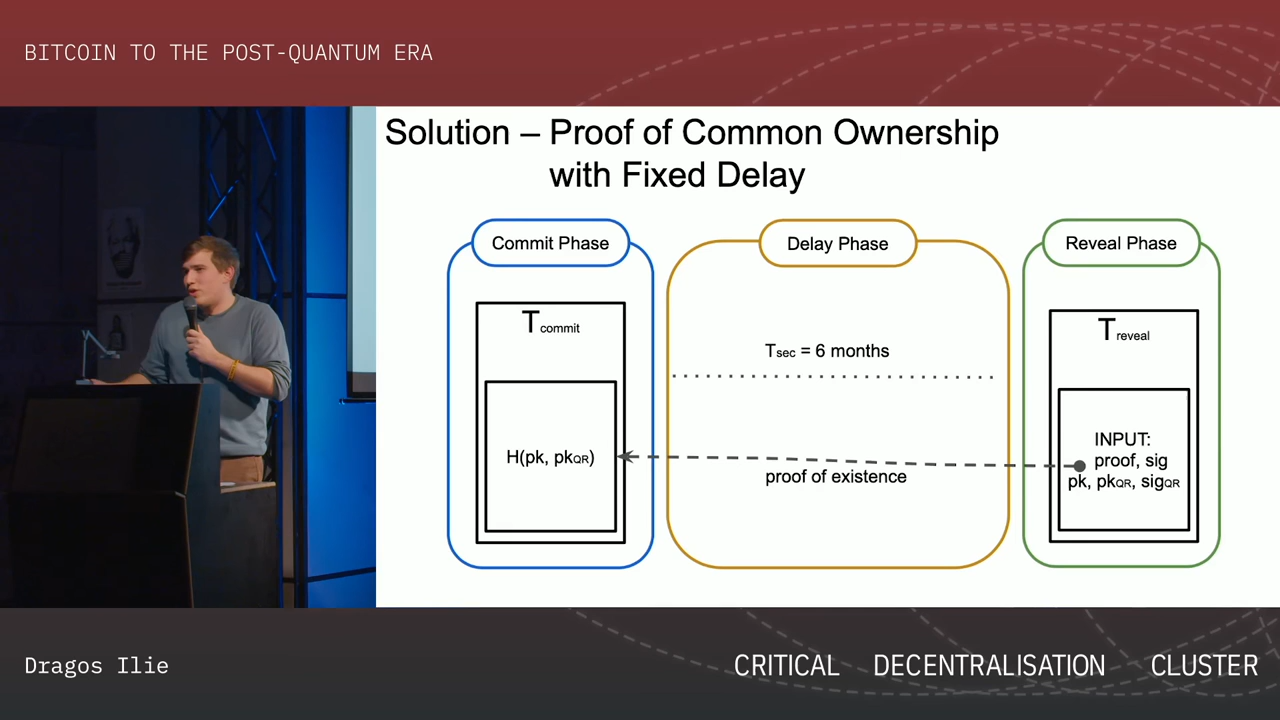 BITCOIN TO THE POST-QUANTUM ERA
Solution – Proof of Common Ownership
with Fixed Delay
Commit Phase
Delay Phase
Reveal Phase
Tcommit
Tsec = 6 months
Treveal
H(pk, pkQR)
proof of existence
INPUT:
proof, sig
pk, pkQR, sigQR
Dragos Ilie
CRITICAL DECENTRALISATION CLUSTER